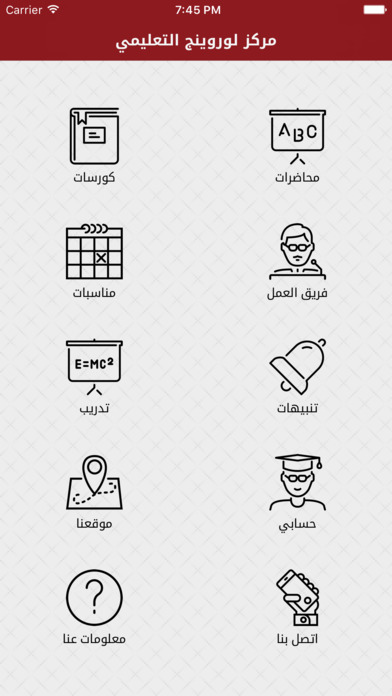 Carrier 7:45 PM
مركز لوروينج التعليمي
ABC
محاضرات
كورسات
فريق العمل
مناسبات
E=MC²
تنبيهات
تدريب
حسابي
موقعنا
?
اتصل بنا
معلومات عنا